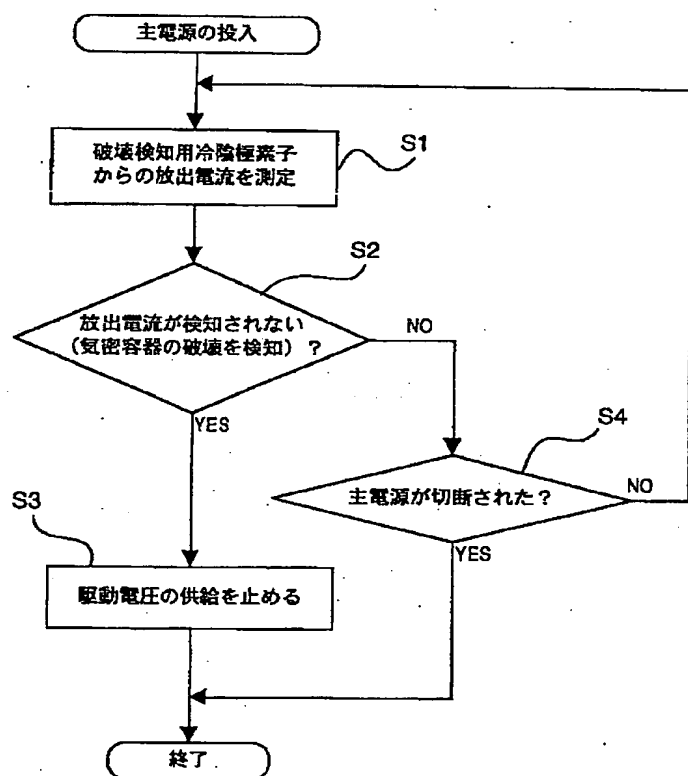 主電源の投入
破壊検知用冷陰極素子
からの放出電流を測定
S1
S2
放出電流が検知されない
(気密容器の破壊を検知)?
NO
YES
S4
主電源が切断された?
NO
YES
S3
駆動電圧の供給を止める
終了